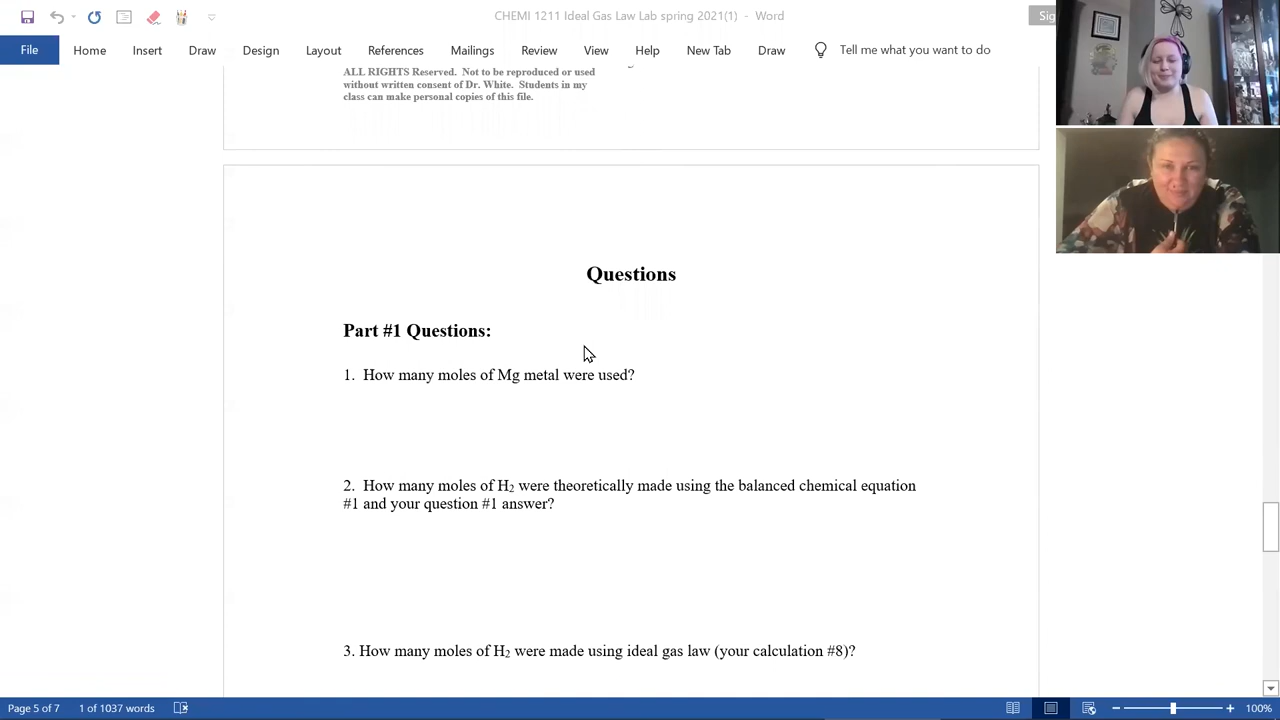 CHEMI 1211 Ideal Gas Law Lab spring 2021(1) - Word
File Home Insert Draw Design Layout References Mailings Review View Help New Tab Draw Tell me what you want to do
ALL RIGHTS Reserved. Not to be reproduced or used
without written consent of Dr. White. Students in my
class can make personal copies of this file.
Questions
Part #1 Questions:
1. How many moles of Mg metal were used?
2. How many moles of H₂ were theoretically made using the balanced chemical equation
#1 and your question #1 answer?
3. How many moles of H₂ were made using ideal gas law (your calculation #8)?
Page 5 of 7 1 of 1037 words 100%